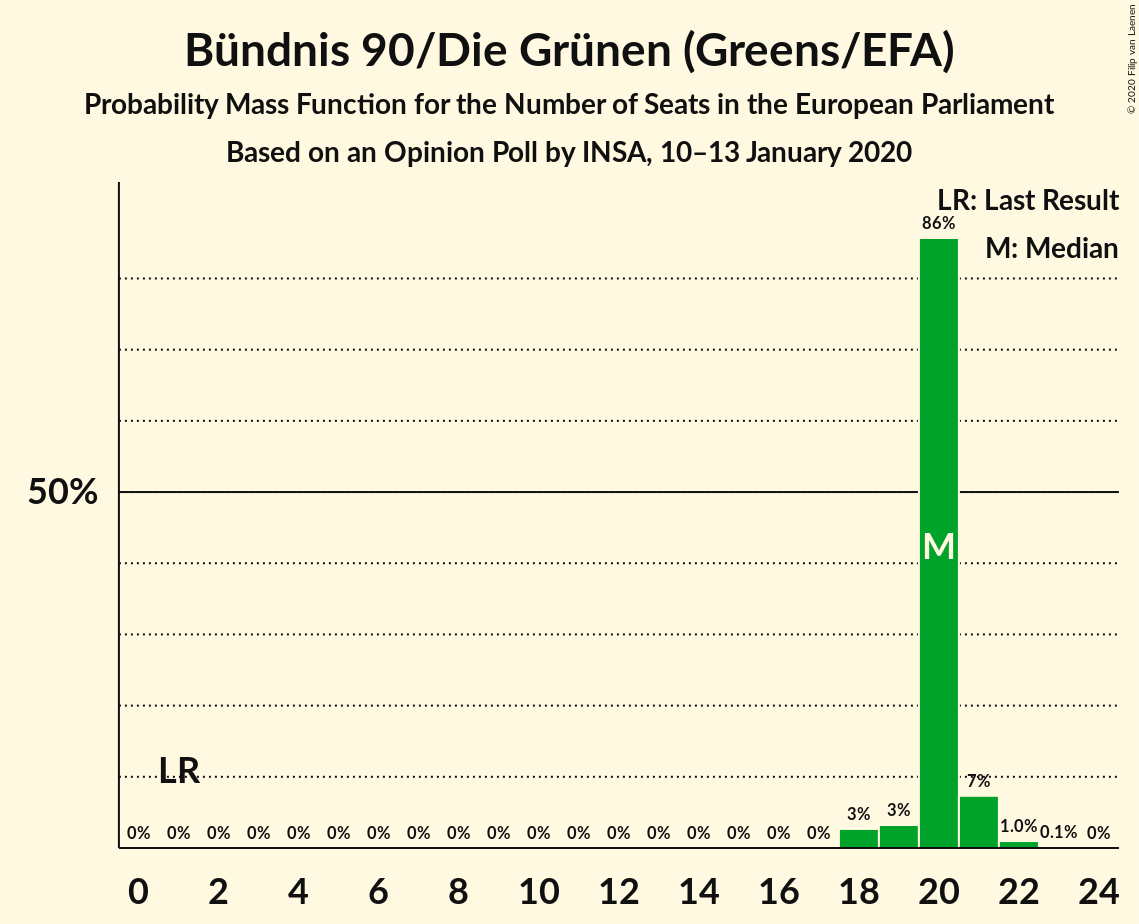 Bündnis 90/Die Grünen (Greens/EFA)
Probability Mass Function for the Number of Seats in the European Parliament
Based on an Opinion Poll by INSA, 10–13 January 2020
© 2020 Filip van Laenen
LR: Last Result
M: Median
86%
50%
M
LR
7%
3% 3% 1.0% 0.1% 0%
0% 0% 0% 0% 0% 0% 0% 0% 0% 0% 0% 0% 0% 0% 0% 0% 0% 0%
0 2 4 6 8 10 12 14 16 18 20 22 24